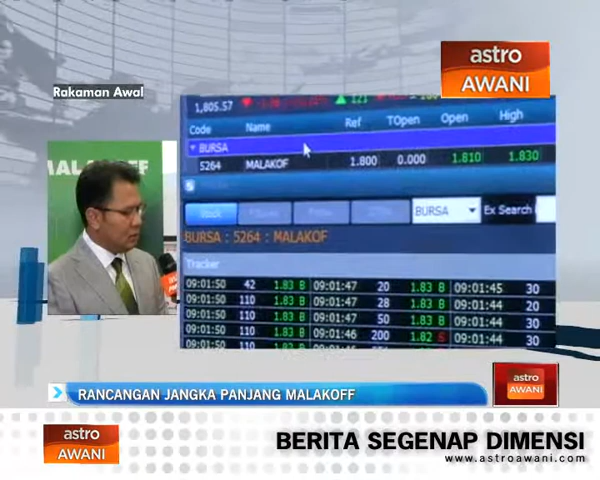 astro
AWANI
Rakaman Awal
1,805.57
Code Name Ref TOpen Open High
BURSA
5264 MALAKOF 1.800 0.000 1.810 1.830
MALAKOFF
BURSA Ex Search
BURSA : 5264 : MALAKOF
Tracker
09:01:50 42 1.83 B 09:01:47 20 1.83 B 09:01:45 30
09:01:50 110 1.83 B 09:01:47 28 1.83 B 09:01:44 20
09:01:50 110 1.83 B 09:01:47 50 1.83 B 09:01:44 30
09:01:50 110 1.83 B 09:01:46 200 1.82 S 09:01:44 30
RANCANGAN JANGKA PANJANG MALAKOFF
astro
AWANI
astro
AWANI
BERITA SEGENAP DIMENSI
www.astroawani.com